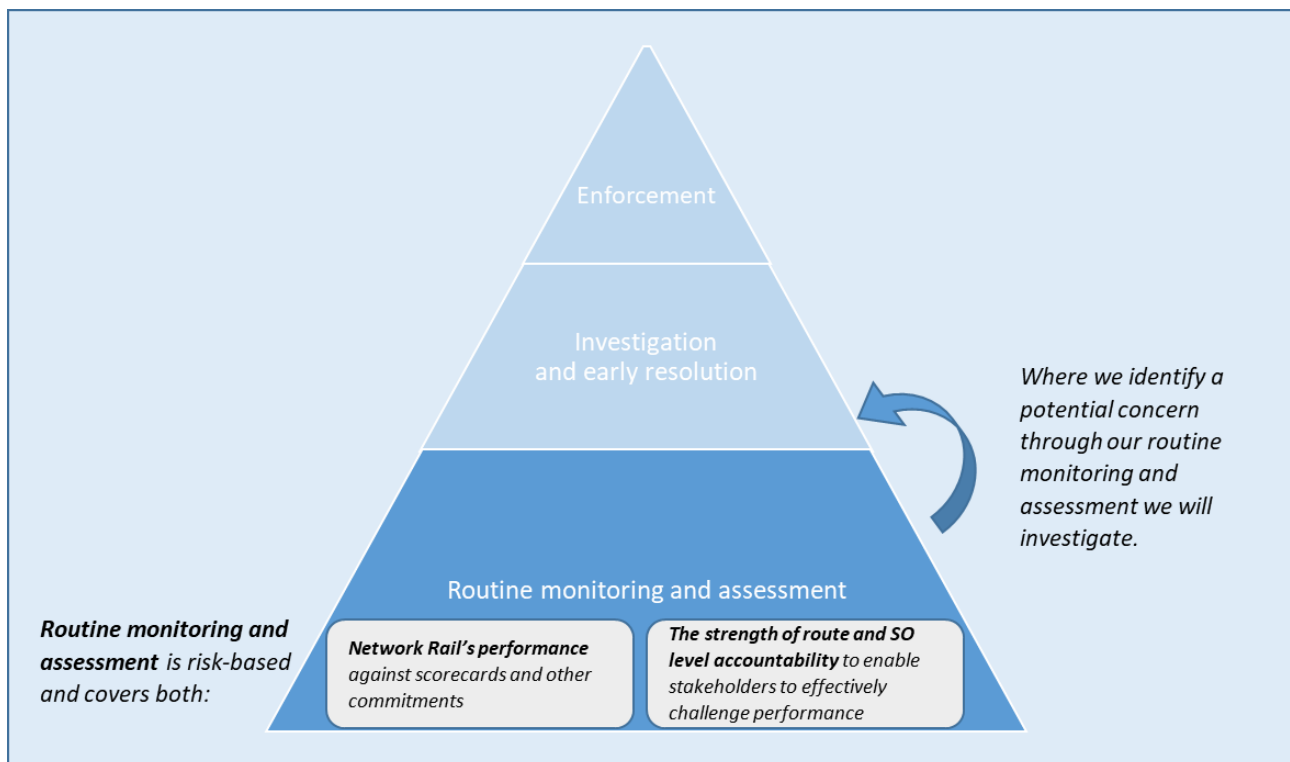 Enforcement
Investigation
and early resolution
Where we identify a
potential concern
through our routine
monitoring and
assessment we will
investigate.
Routine monitoring and assessment
Routine monitoring and
assessment is risk-based
and covers both:
Network Rail's performance
against scorecards and other
commitments
The strength of route and SO
level accountability to enable
stakeholders to effectively
challenge performance